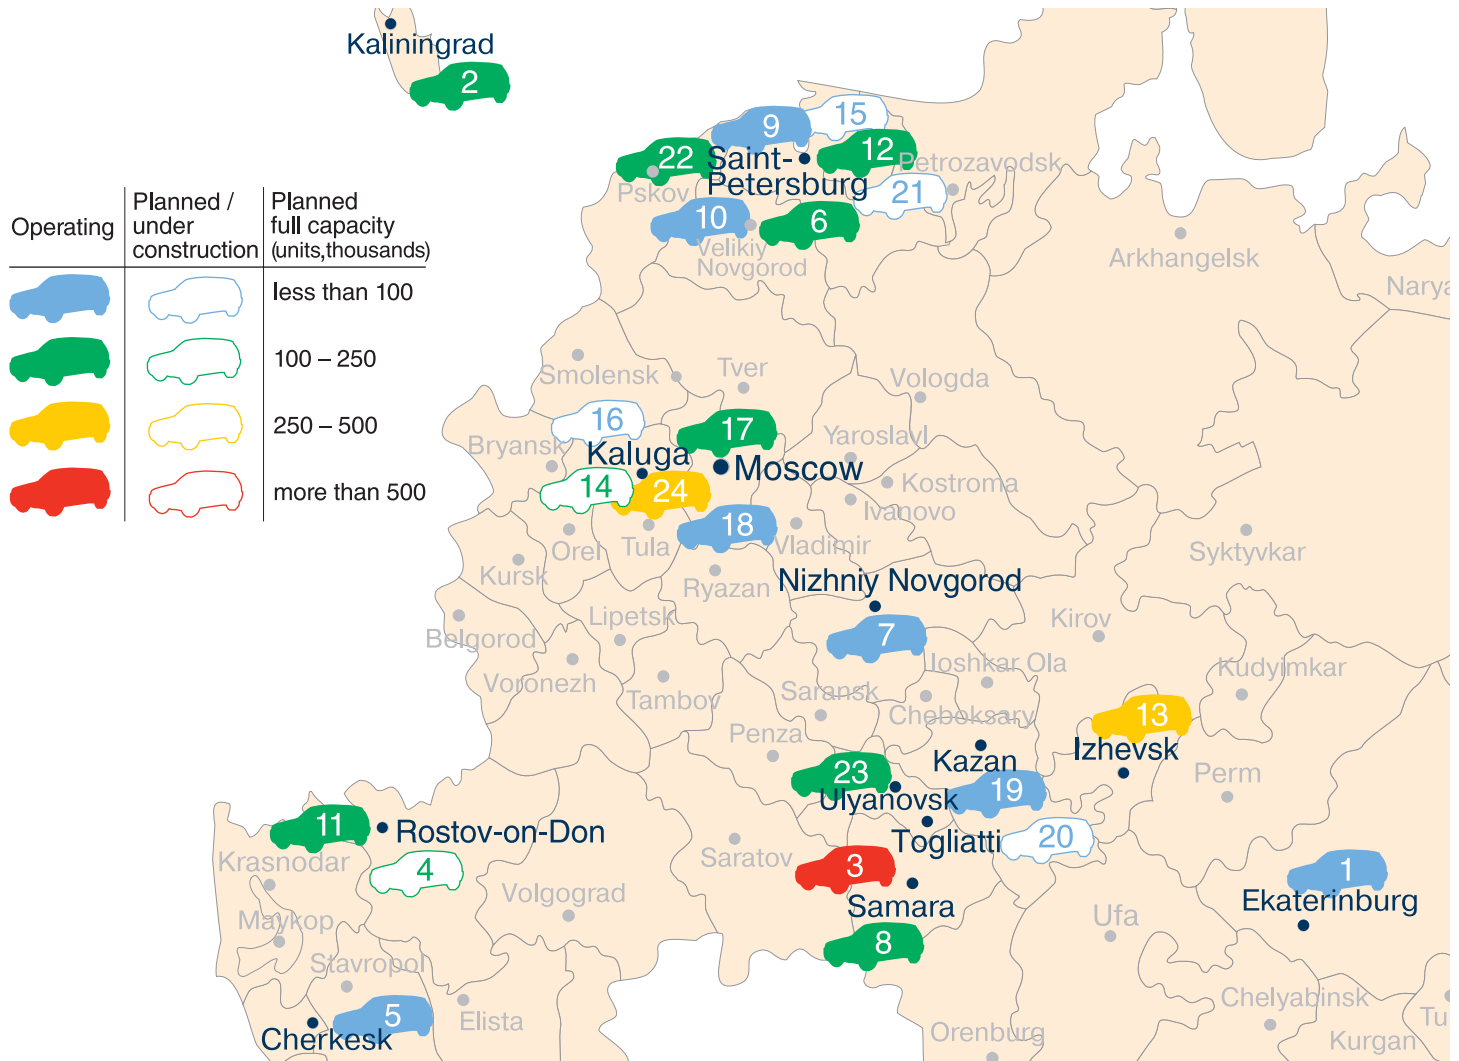 Kaliningrad
2
9
15
12
22
Saint-
Petersburg
Petrozavodsk
Pskov
21
10
6
Velikiy
Novgorod
Arkhangelsk
Narya
Operating
Planned /
under
construction
Planned
full capacity
(units,thousands)
less than 100
100 – 250
250 – 500
more than 500
Smolensk
Tver
Vologda
16
17
Bryansk
Kaluga
Moscow
Yaroslavl
Kostroma
14
24
Ivanovo
18
Orel
Tula
Vladimir
Syktyvkar
Kursk
Ryazan
Nizhniy Novgorod
Lipetsk
Kirov
Belgorod
7
Ioshkar Ola
Kudyimkar
Voronezh
Tambov
Saransk
Cheboksary
13
Penza
Kazan
Izhevsk
23
Perm
Ulyanovsk
19
11
Rostov-on-Don
Togliatti
20
Krasnodar
4
Saratov
3
1
Volgograd
Samara
Ekaterinburg
Maykop
Ufa
8
Stavropol
Chelyabinsk
5
Elista
Tu
Cherkesk
Orenburg
Kurgan